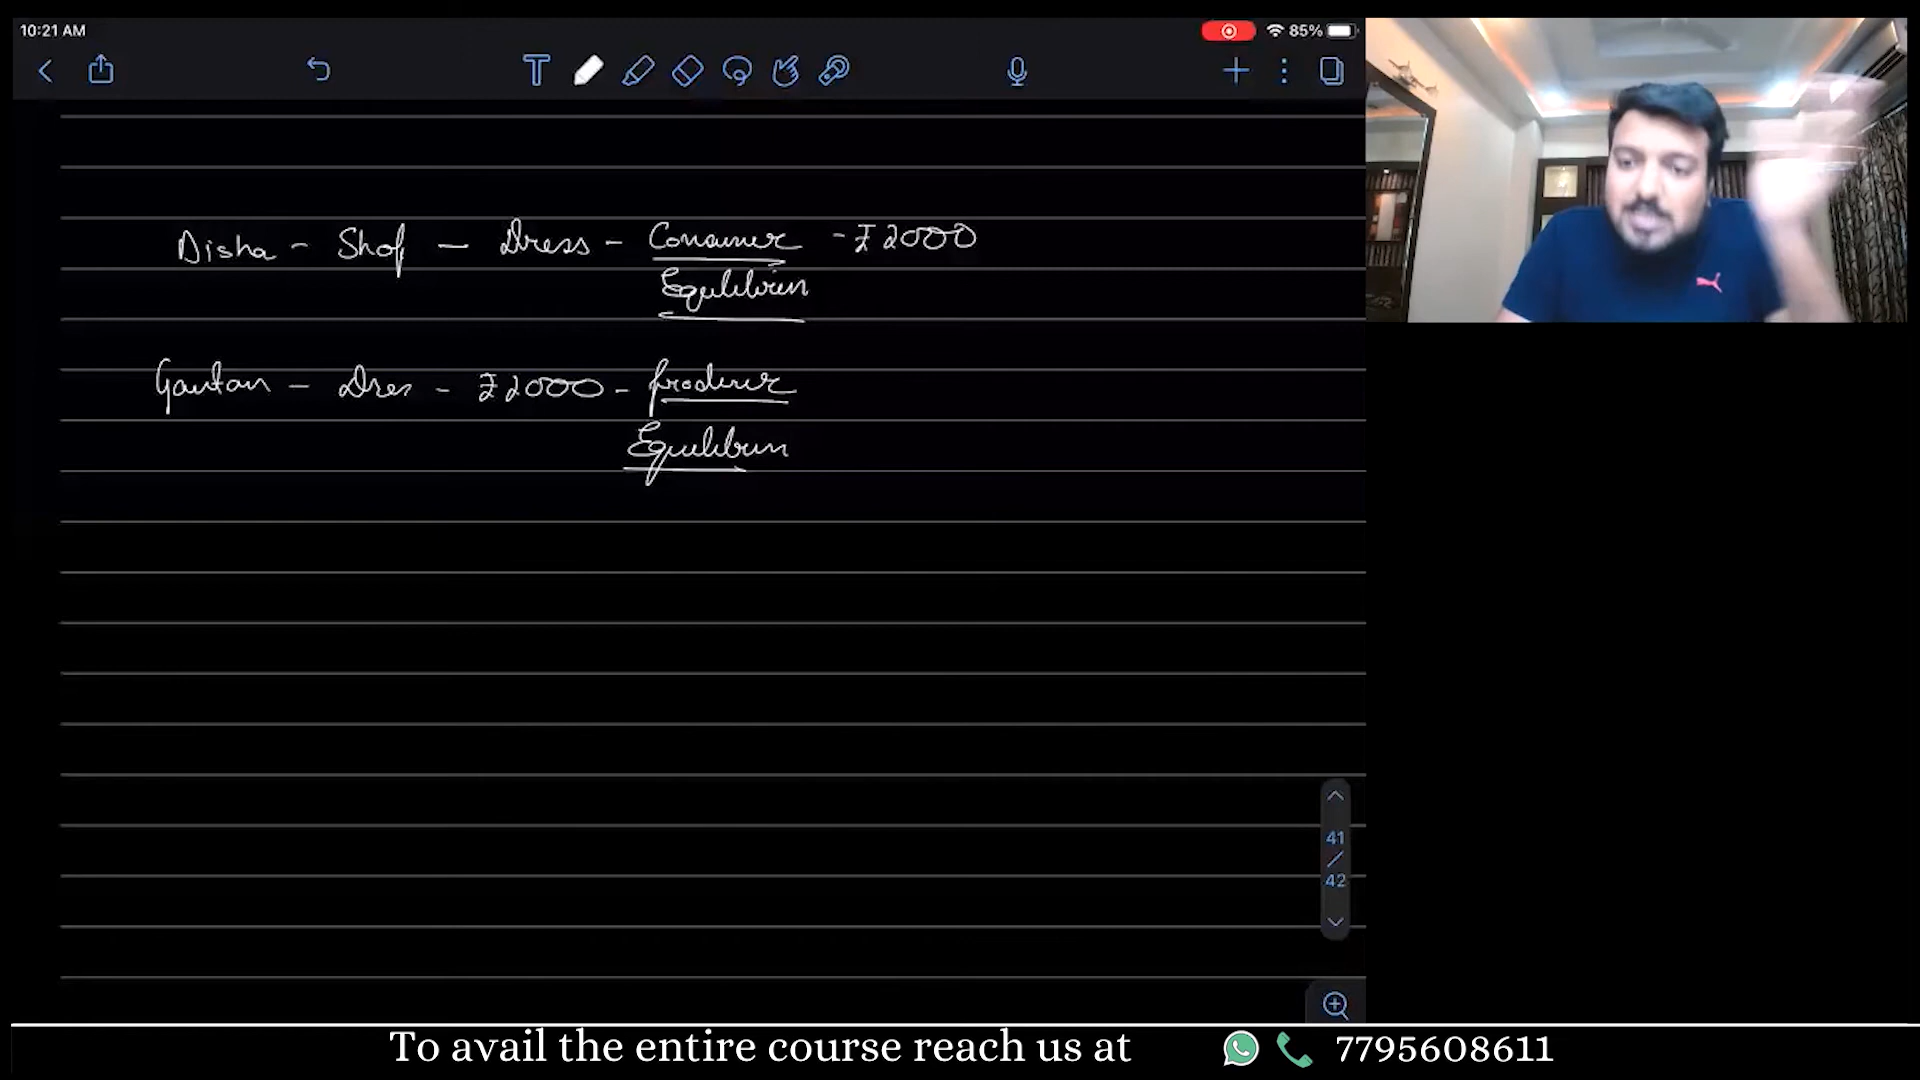 10:21 AM
85%
Disha - Shop - Dress - Consumer - ₹2000
Equilibrium
Gautam - Dress - ₹2000 - Producer
Equilibrium
41
/
42
To avail the entire course reach us at 7795608611